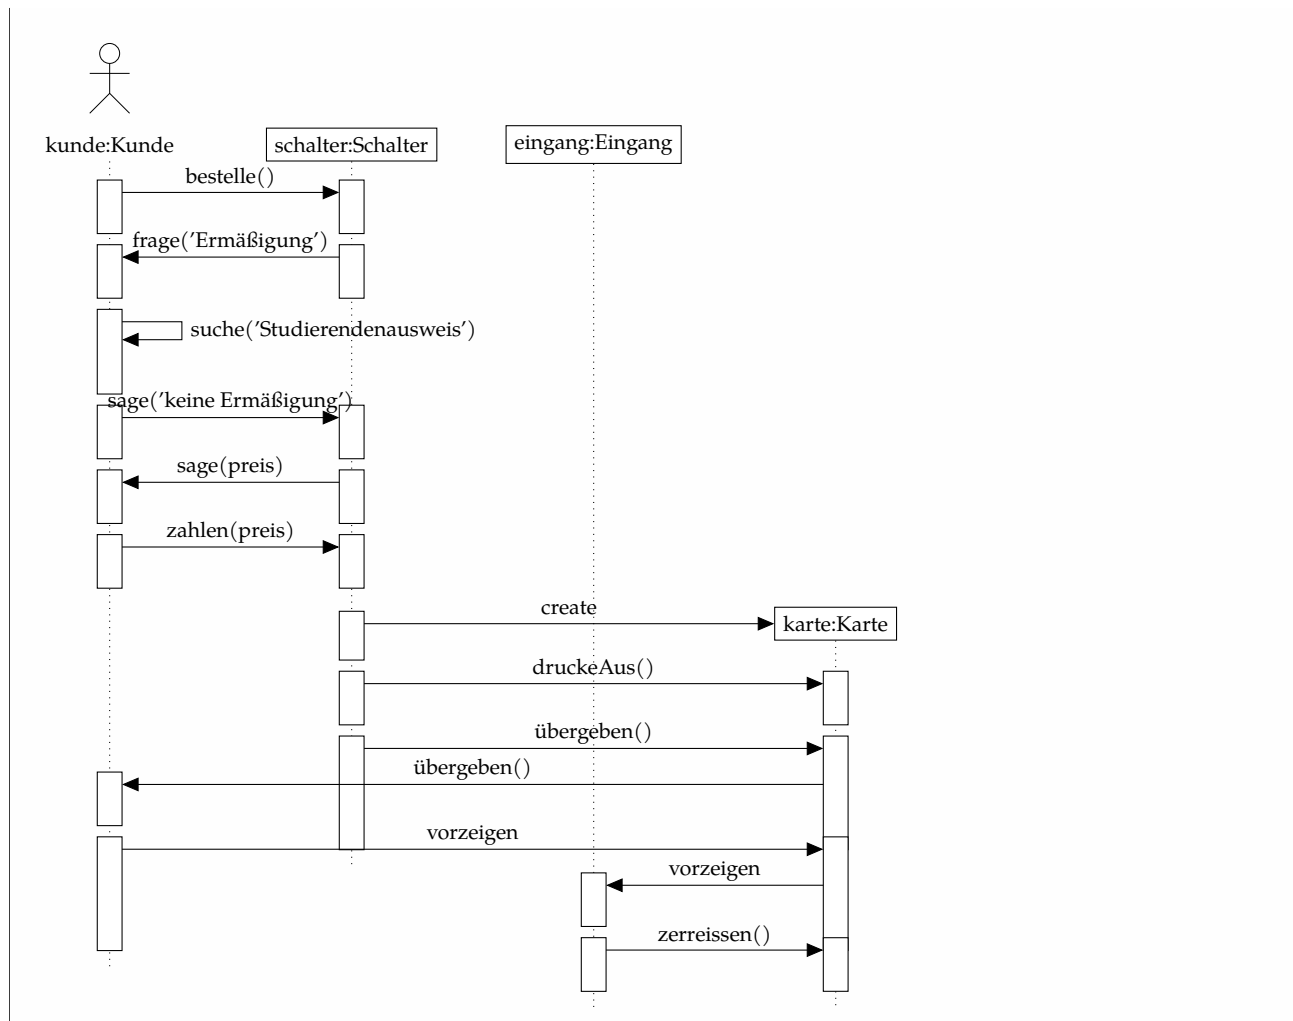 kunde:Kunde
schalter:Schalter
eingang:Eingang
bestelle()
frage('Ermäßigung')
suche('Studierendenausweis')
sage('keine Ermäßigung')
sage(preis)
zahlen(preis)
create
karte:Karte
druckeAus()
übergeben()
übergeben()
vorzeigen
vorzeigen
zerreissen()